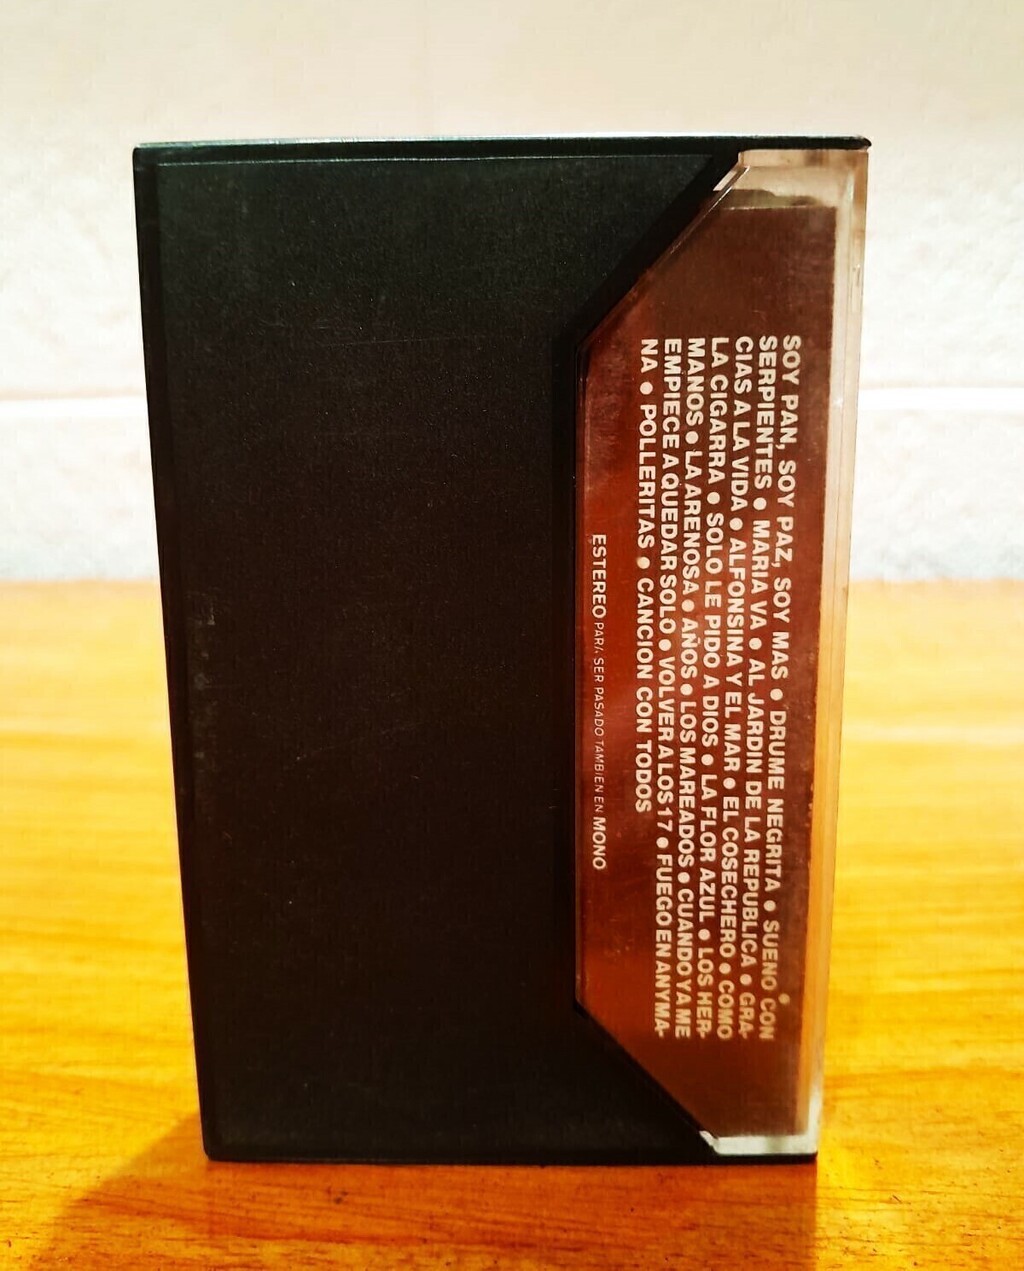 SOY PAN, SOY PAZ, SOY MAS ● DRUME NEGRITA ● SUENO CON
SERPIENTES ● MARIA VA ● AL JARDIN DE LA REPUBLICA ● GRA-
CIAS A LA VIDA ● ALFONSINA Y EL MAR ● EL COSECHERO ● COMO
LA CIGARRA ● SOLO LE PIDO A DIOS ● LA FLOR AZUL ● LOS HER-
MANOS ● LA ARENOSA ● AÑOS ● LOS MAREADOS ● CUANDO YA ME
EMPIECE A QUEDAR SOLO ● VOLVER A LOS 17 ● FUEGO EN ANYMA-
NA ● POLLERITAS ● CANCION CON TODOS
ESTEREO PARA SER PASADO TAMBIEN EN MONO